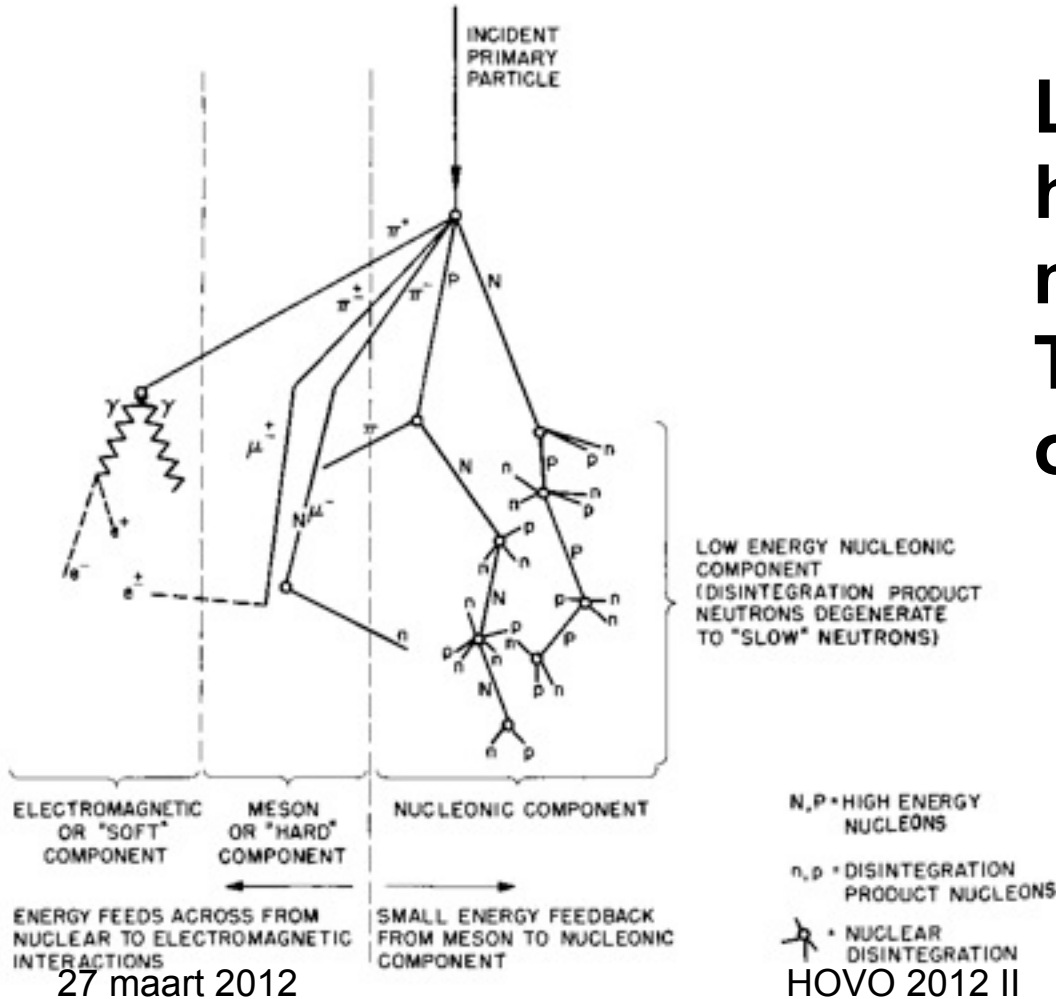 INCIDENT
PRIMARY
PARTICLE
π⁺
π±
π⁻
P
N
γ
γ
μ±
π
N
μ⁻
e⁺
e⁻
e±
n
N
n
p
P
n
n
p
n
p
n
n
N
P
p
n
n
n
p
n
p
n
n
N
n
P
p
n
n
p
LOW ENERGY NUCLEONIC
COMPONENT
(DISINTEGRATION PRODUCT
NEUTRONS DEGENERATE
TO "SLOW" NEUTRONS)
ELECTROMAGNETIC
OR "SOFT"
COMPONENT
MESON
OR "HARD"
COMPONENT
NUCLEONIC COMPONENT
ENERGY FEEDS ACROSS FROM
NUCLEAR TO ELECTROMAGNETIC
INTERACTIONS
SMALL ENERGY FEEDBACK
FROM MESON TO NUCLEONIC
COMPONENT
N,P = HIGH ENERGY
NUCLEONS
n,p = DISINTEGRATION
PRODUCT NUCLEONS
= NUCLEAR
DISINTEGRATION
27 maart 2012
HOVO 2012 II